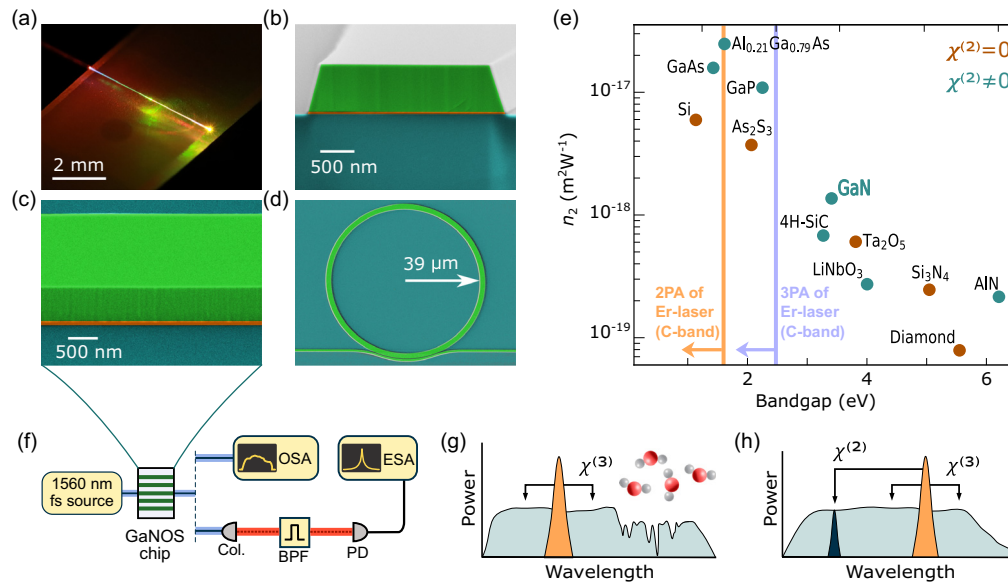 (a)
2 mm
(b)
500 nm
(c)
500 nm
(d)
39 µm
(e)
n₂ (m²W⁻¹)
10⁻¹⁷
10⁻¹⁸
10⁻¹⁹
χ⁽²⁾=0
χ⁽²⁾≠0
Al₀.₂₁Ga₀.₇₉As
GaAs
GaP
Si
As₂S₃
GaN
4H-SiC
Ta₂O₅
LiNbO₃
Si₃N₄
AlN
Diamond
2PA of
Er-laser
(C-band)
3PA of
Er-laser
(C-band)
2
4
6
Bandgap (eV)
(f)
1560 nm
fs source
GaNOS
chip
OSA
ESA
Col.
BPF
PD
(g)
χ⁽³⁾
Power
Wavelength
(h)
χ⁽²⁾
χ⁽³⁾
Power
Wavelength